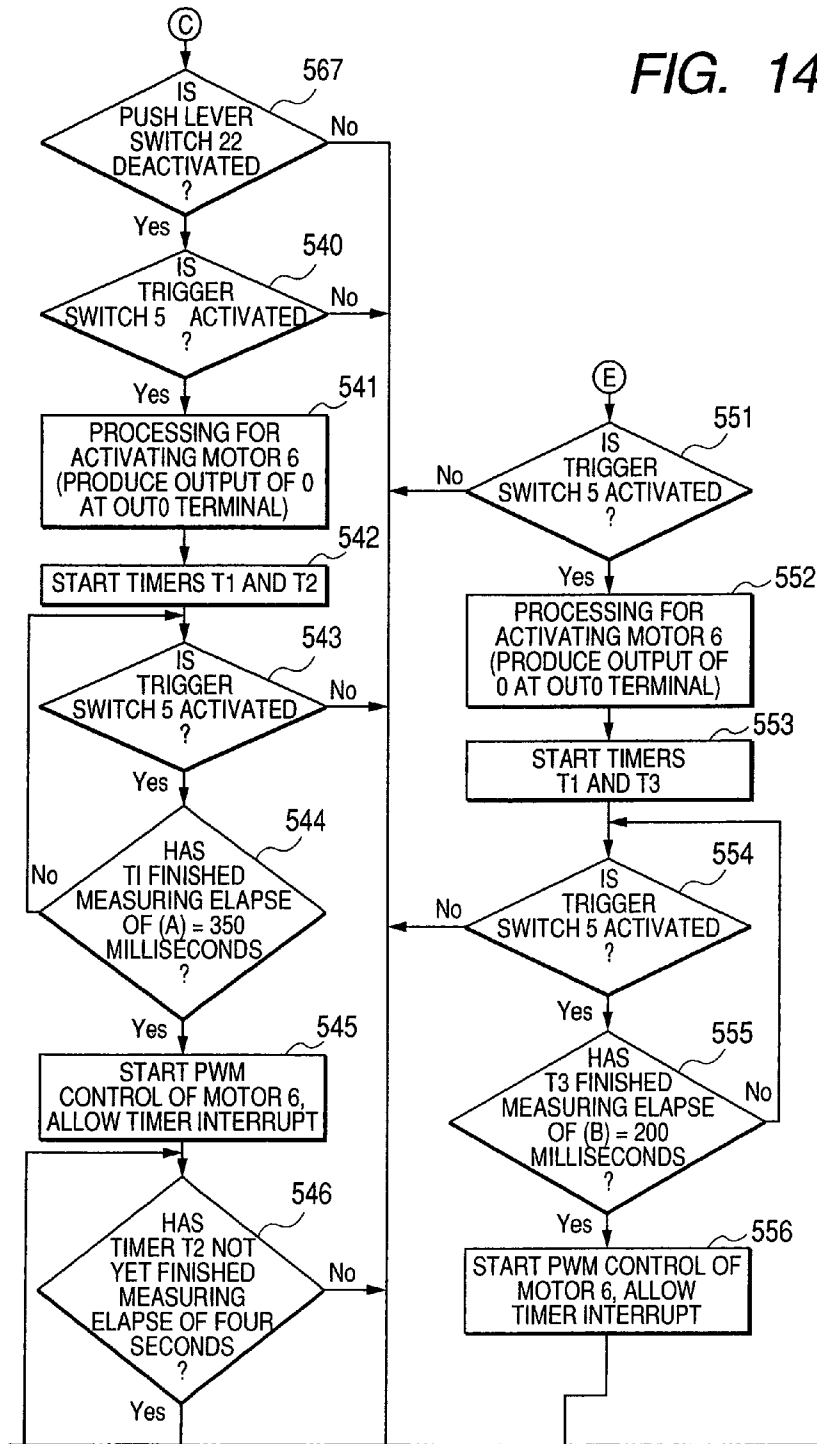 FIG. 14
C
567
IS
PUSH LEVER
SWITCH 22
DEACTIVATED
?
No
Yes
540
IS
TRIGGER
SWITCH 5 ACTIVATED
?
No
Yes
541
PROCESSING FOR
ACTIVATING MOTOR 6
(PRODUCE OUTPUT OF 0
AT OUT0 TERMINAL)
542
START TIMERS T1 AND T2
543
IS
TRIGGER
SWITCH 5 ACTIVATED
?
No
Yes
544
HAS
T1 FINISHED
MEASURING ELAPSE
OF (A) = 350
MILLISECONDS
?
No
Yes
545
START PWM
CONTROL OF MOTOR 6,
ALLOW TIMER INTERRUPT
546
HAS
TIMER T2 NOT
YET FINISHED
MEASURING
ELAPSE OF FOUR
SECONDS
?
No
Yes
E
551
IS
TRIGGER
SWITCH 5 ACTIVATED
?
No
Yes
552
PROCESSING FOR
ACTIVATING MOTOR 6
(PRODUCE OUTPUT OF
0 AT OUT0 TERMINAL)
553
START TIMERS
T1 AND T3
554
IS
TRIGGER
SWITCH 5 ACTIVATED
?
No
Yes
555
HAS
T3 FINISHED
MEASURING ELAPSE
OF (B) = 200
MILLISECONDS
?
No
Yes
556
START PWM CONTROL OF
MOTOR 6, ALLOW
TIMER INTERRUPT